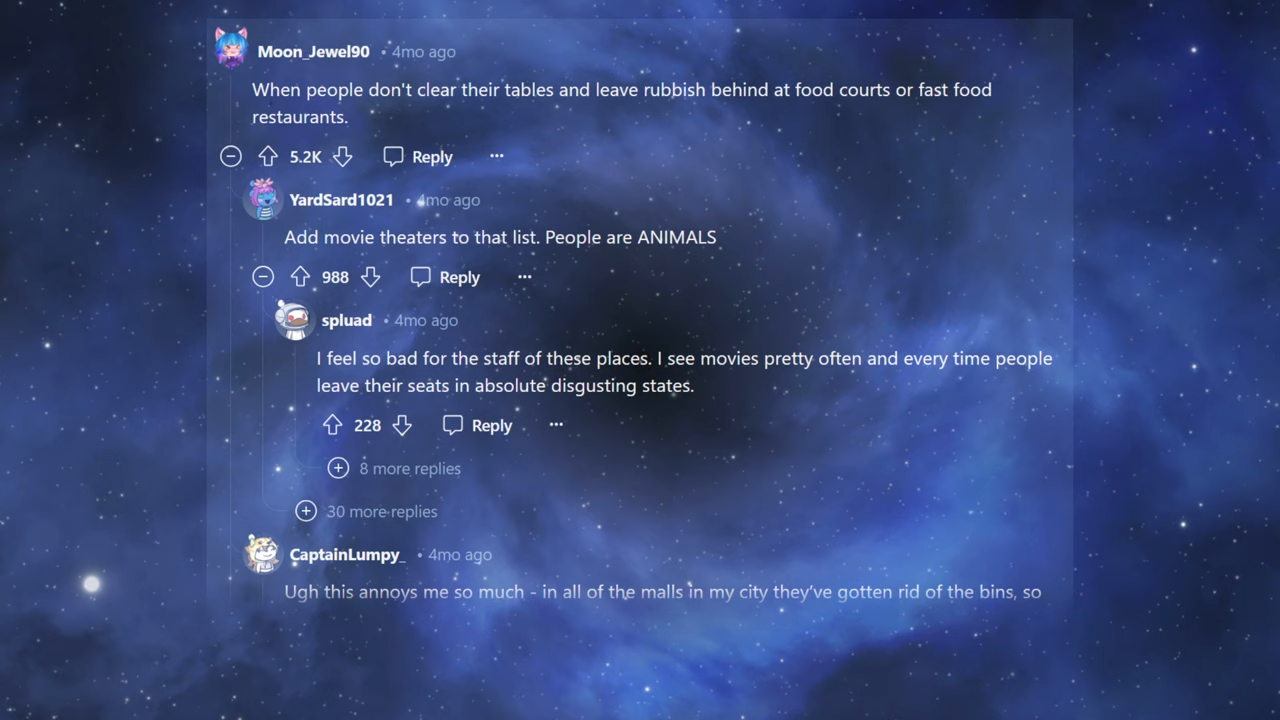 Moon_Jewel90 • 4mo ago
When people don't clear their tables and leave rubbish behind at food courts or fast food
restaurants.
5.2K Reply ···
YardSard1021 • 4mo ago
Add movie theaters to that list. People are ANIMALS
988 Reply ···
spluad • 4mo ago
I feel so bad for the staff of these places. I see movies pretty often and every time people
leave their seats in absolute disgusting states.
228 Reply ···
8 more replies
30 more replies
CaptainLumpy_ • 4mo ago
Ugh this annoys me so much - in all of the malls in my city they’ve gotten rid of the bins, so